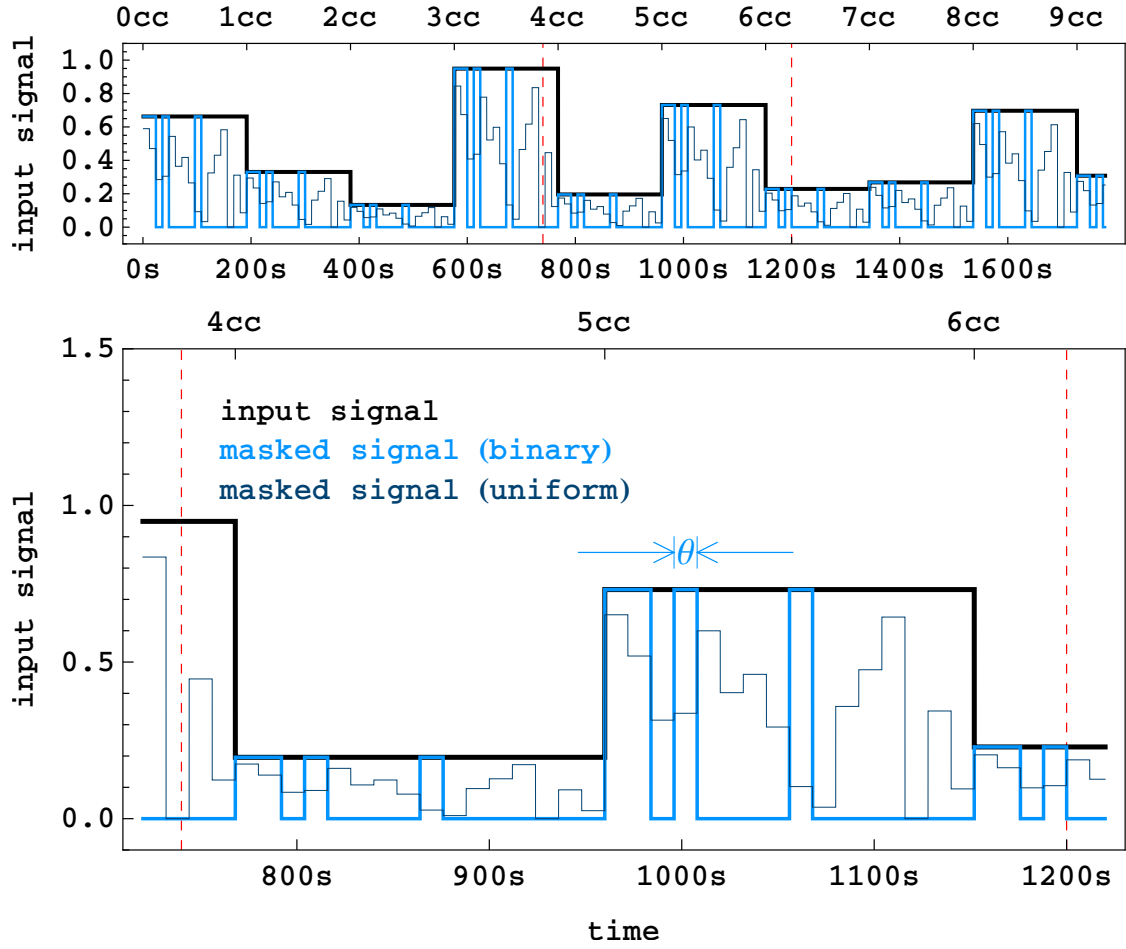 0cc 1cc 2cc 3cc 4cc 5cc 6cc 7cc 8cc 9cc
input signal
1.0
0.8
0.6
0.4
0.2
0.0
0s 200s 400s 600s 800s 1000s 1200s 1400s 1600s
4cc 5cc 6cc
1.5
input signal
masked signal (binary)
masked signal (uniform)
1.0
θ
input signal
0.5
0.0
800s 900s 1000s 1100s 1200s
time